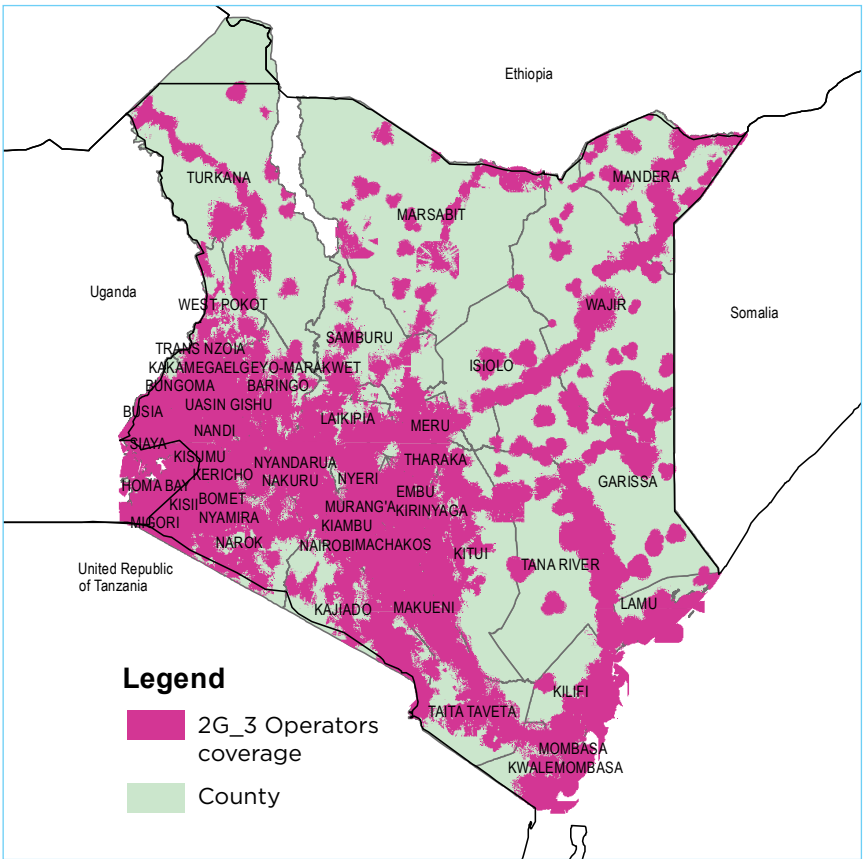 Ethiopia
MANDERA
TURKANA
MARSABIT
Uganda
WEST POKOT
WAJIR
Somalia
TRANS NZOIA
SAMBURU
KAKAMEGAELGEYO-MARAKWET
ISIOLO
BUNGOMA
BARINGO
BUSIA
UASIN GISHU
LAIKIPIA
MERU
NANDI
SIAYA
KISUMU
NYANDARUA
THARAKA
KERICHO
NAKURU
NYERI
GARISSA
HOMA BAY
EMBU
BOMET
KISII
MURANG'A
KIRINYAGA
MIGORI
NYAMIRA
KIAMBU
NAROK
NAIROBIMACHAKOS
KITUI
TANA RIVER
United Republic
of Tanzania
LAMU
KAJIADO
MAKUENI
Legend
KILIFI
TAITA TAVETA
2G_3 Operators
coverage
MOMBASA
KWALEMOMBASA
County